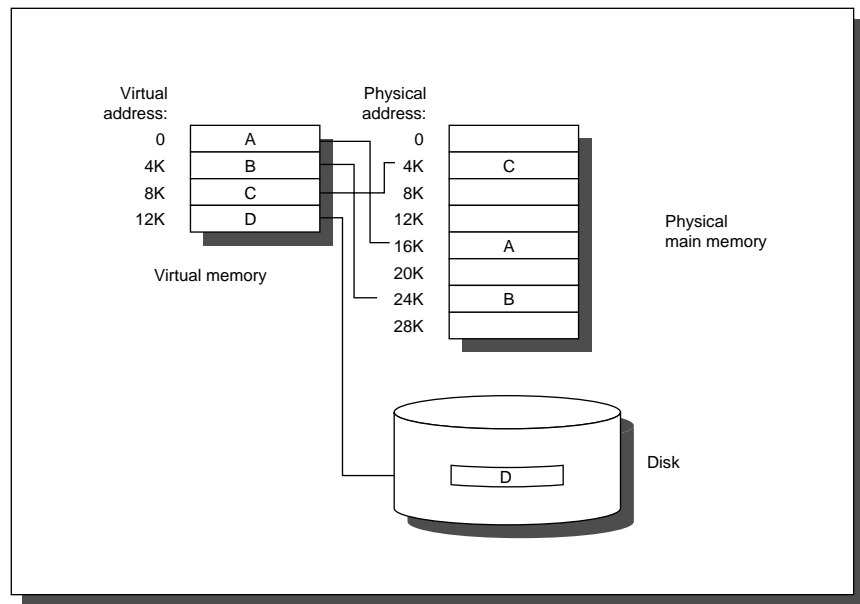 Virtual
address:
0
A
4K
B
8K
C
12K
D
Virtual memory
Physical
address:
0
4K
C
8K
12K
16K
A
20K
24K
B
28K
Physical
main memory
Disk
D